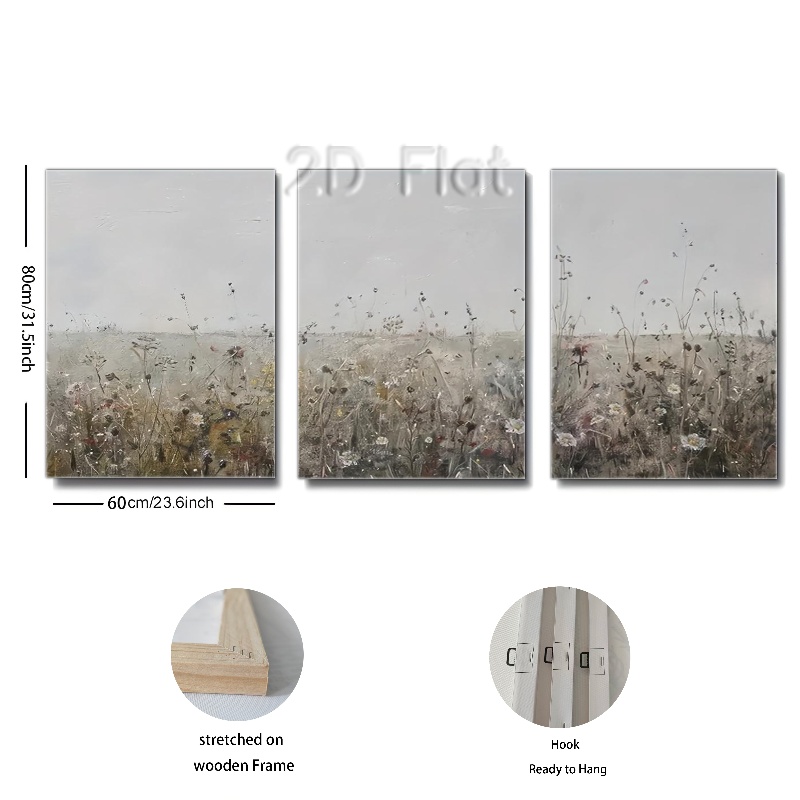 2D Flat
80cm/31.5inch
60cm/23.6inch
stretched on
wooden Frame
Hook
Ready to Hang